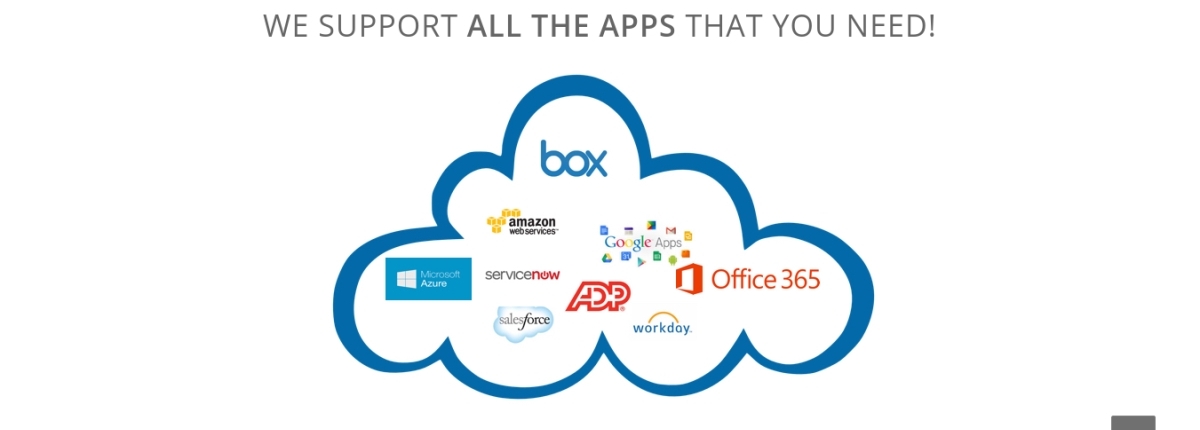 WE SUPPORT ALL THE APPS THAT YOU NEED!
box
amazon
web services™
Google Apps
Microsoft
Azure
servicenow
Office 365
ADP®
salesforce
workday.